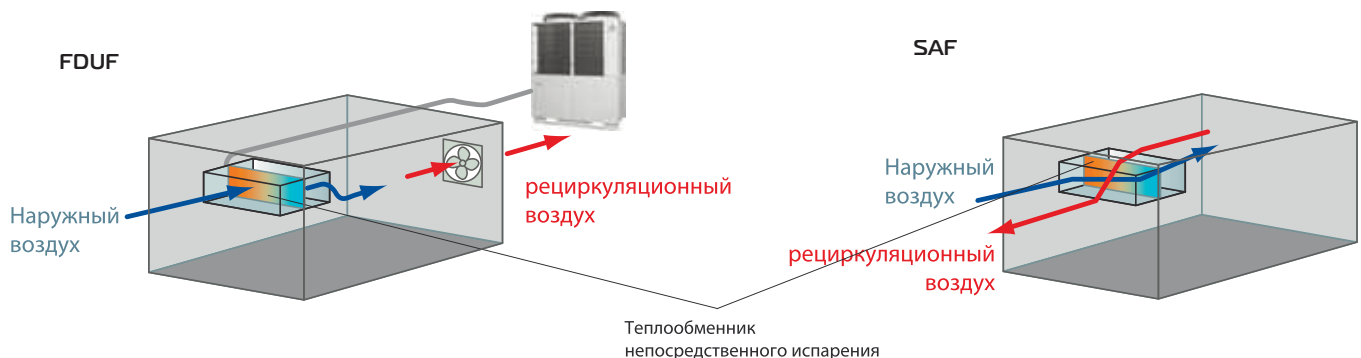 FDUF
SAF
Наружный
воздух
рециркуляционный
воздух
Наружный
воздух
рециркуляционный
воздух
Теплообменник
непосредственного испарения